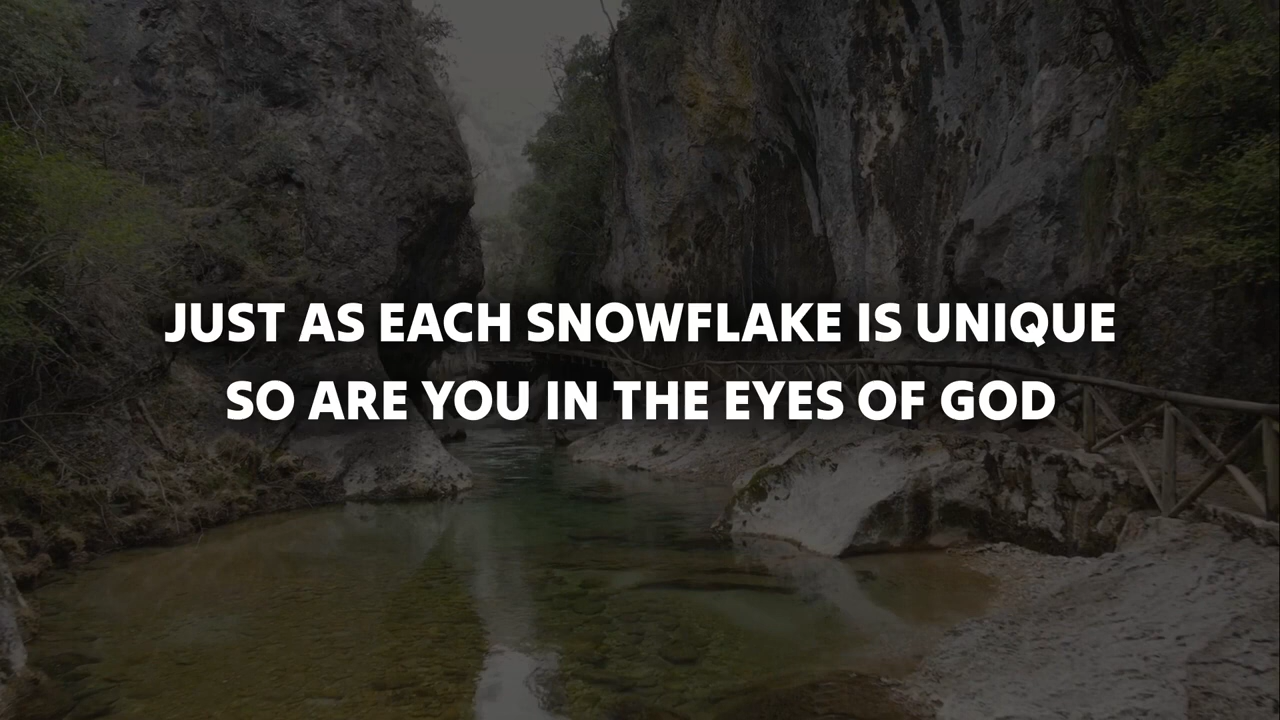 JUST AS EACH SNOWFLAKE IS UNIQUE
SO ARE YOU IN THE EYES OF GOD